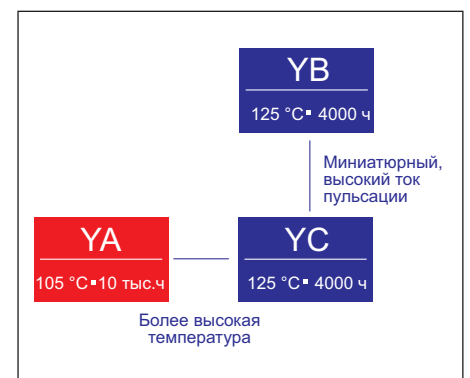 YB
125 °C▪ 4000 ч
Миниатюрный,
высокий ток
пульсации
YA
105 °C▪10 тыс.ч
YC
125 °C▪ 4000 ч
Более высокая
температура